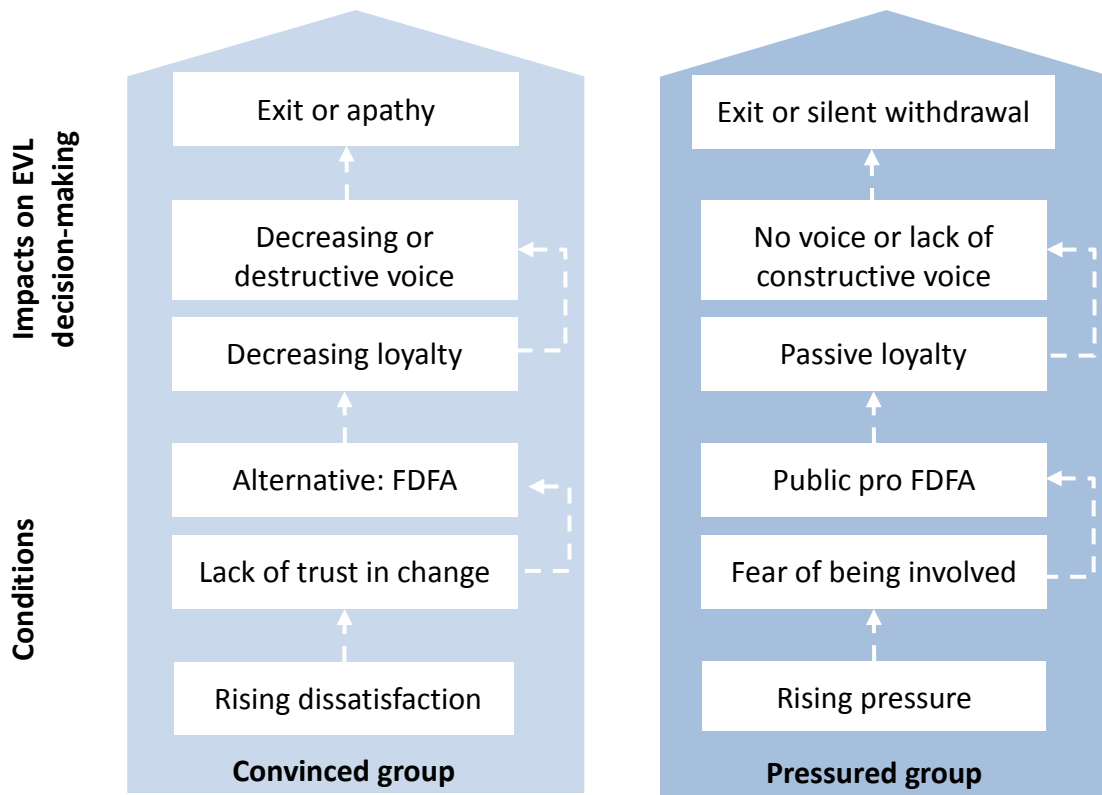 Impacts on EVL
decision-making
Conditions
Exit or apathy
Decreasing or
destructive voice
Decreasing loyalty
Alternative: FDFA
Lack of trust in change
Rising dissatisfaction
Convinced group
Exit or silent withdrawal
No voice or lack of
constructive voice
Passive loyalty
Public pro FDFA
Fear of being involved
Rising pressure
Pressured group